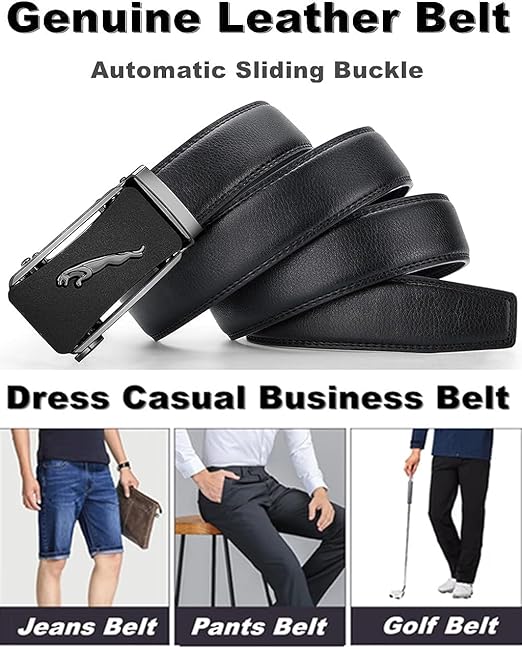 Genuine Leather Belt
Automatic Sliding Buckle
Dress Casual Business Belt
Jeans Belt
Pants Belt
Golf Belt